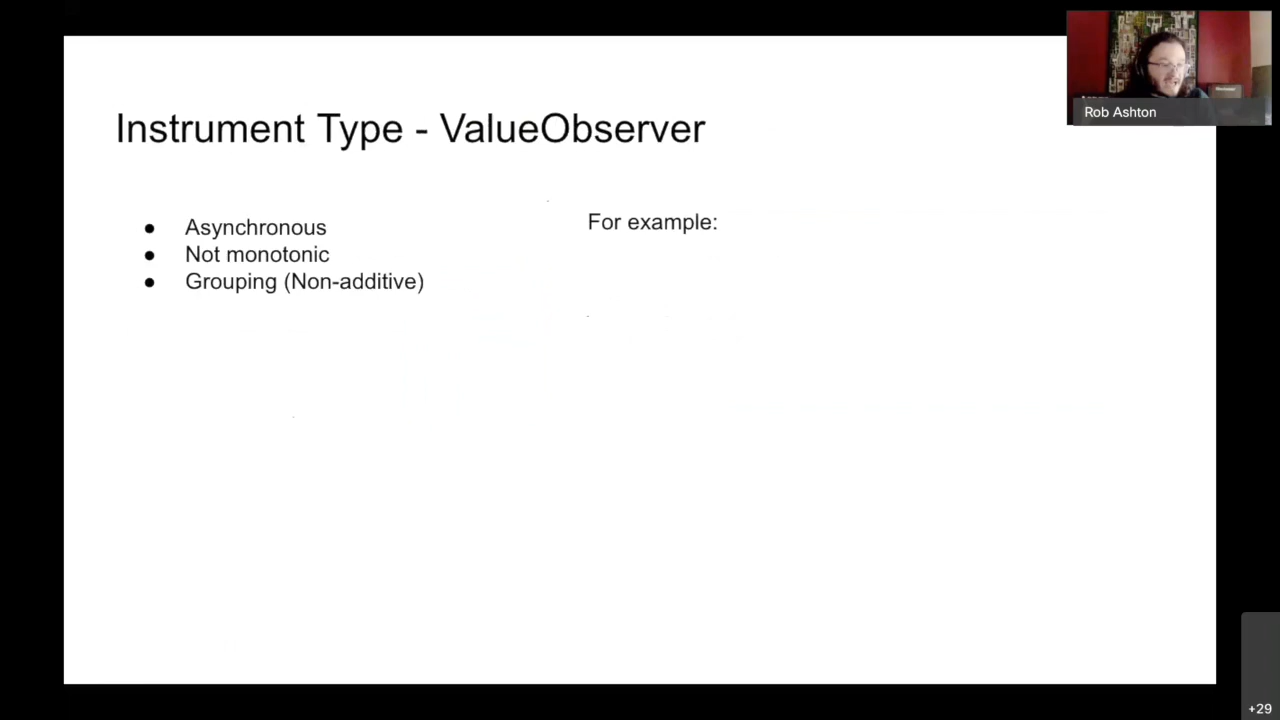 Instrument Type - ValueObserver
● Asynchronous
● Not monotonic
● Grouping (Non-additive)
For example:
Rob Ashton
+29